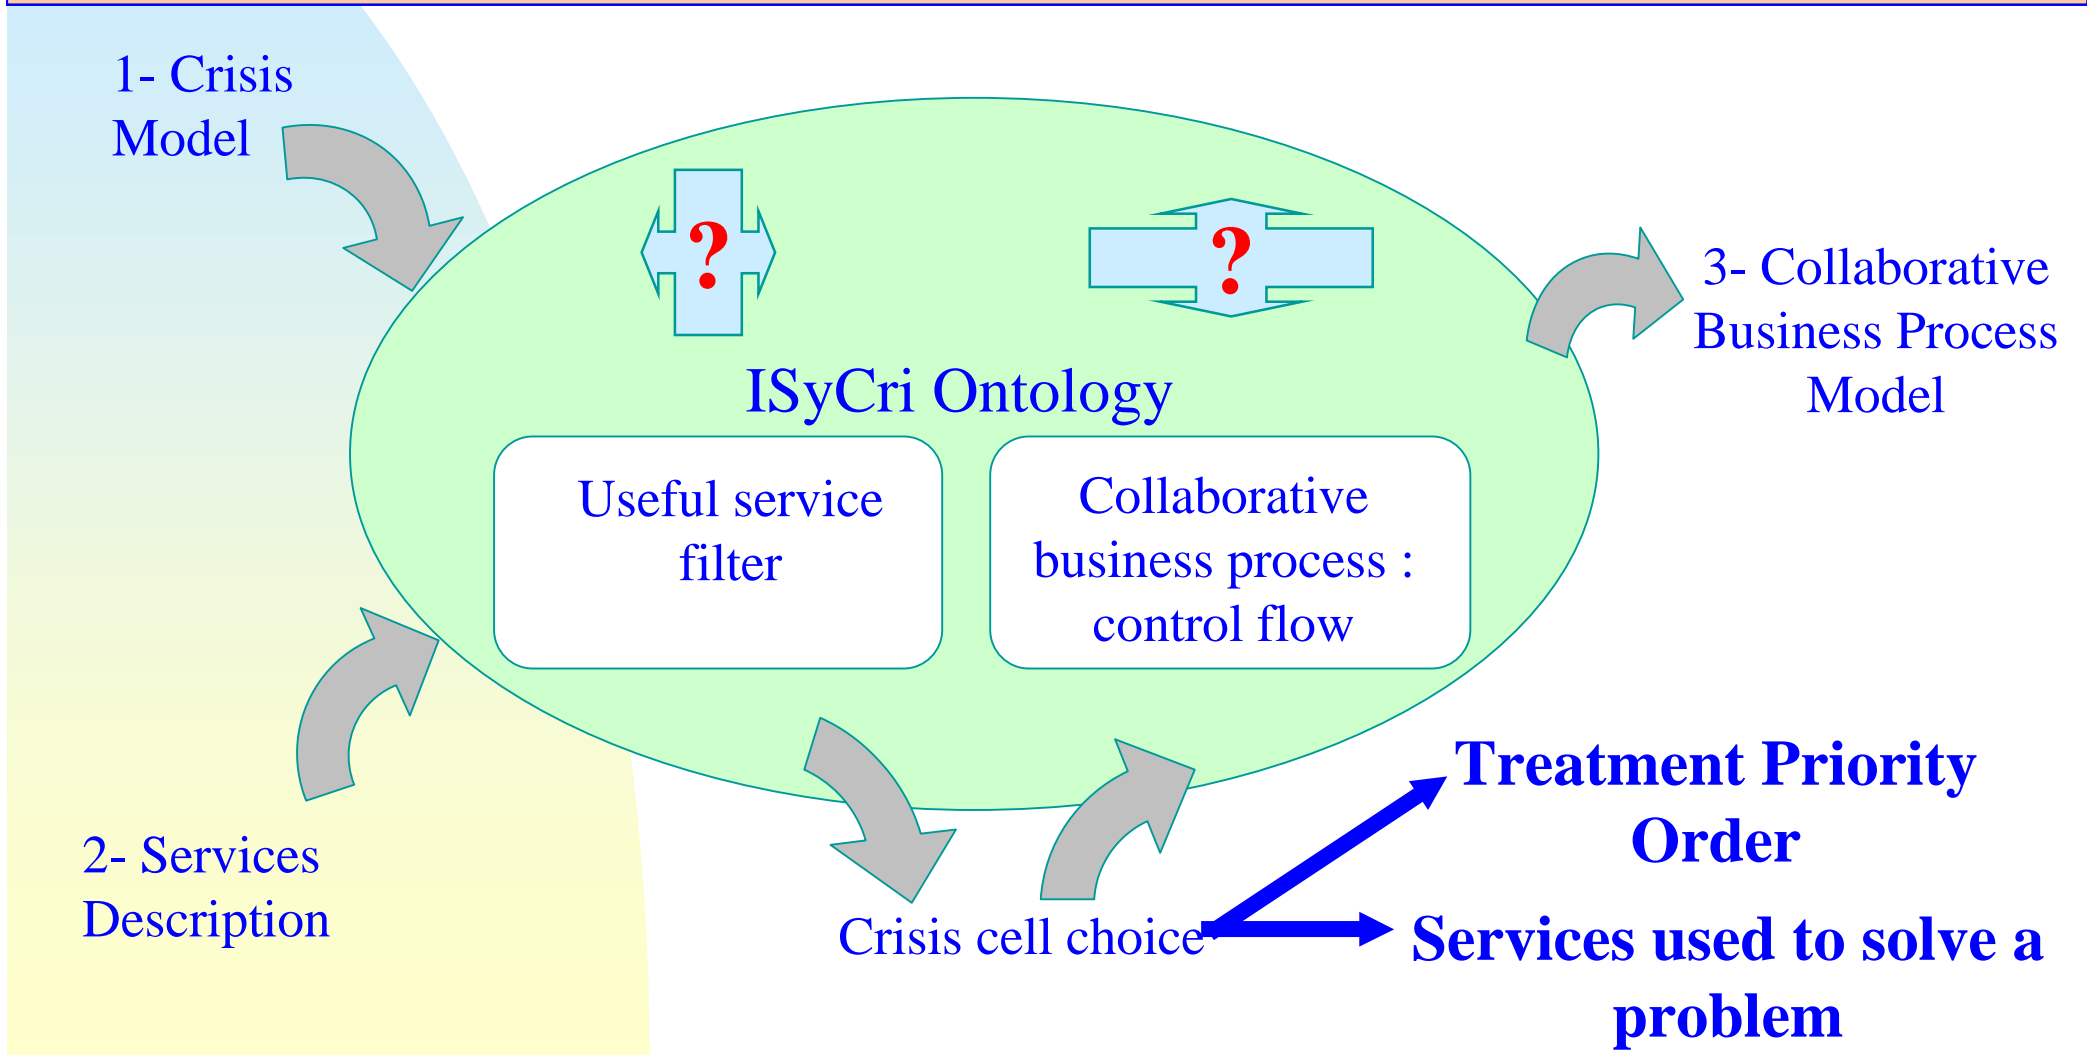 1- Crisis
Model
?
?
3- Collaborative
Business Process
Model
ISyCri Ontology
Useful service
filter
Collaborative
business process :
control flow
2- Services
Description
Crisis cell choice
Treatment Priority
Order
Services used to solve a
problem